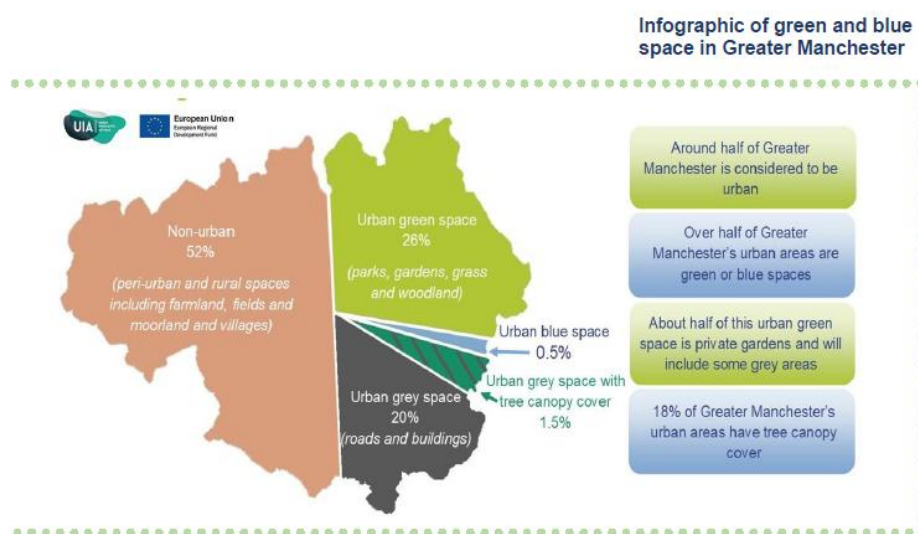 Infographic of green and blue
space in Greater Manchester
UIA
European Union
European Regional
Development Fund
Non-urban
52%
(peri-urban and rural spaces
including farmland, fields and
moorland and villages)
Urban green space
26%
(parks, gardens, grass
and woodland)
Urban blue space
0.5%
Urban grey space with
tree canopy cover
1.5%
Urban grey space
20%
(roads and buildings)
Around half of Greater
Manchester is considered to be
urban
Over half of Greater
Manchester's urban areas are
green or blue spaces
About half of this urban green
space is private gardens and will
include some grey areas
18% of Greater Manchester's
urban areas have tree canopy
cover